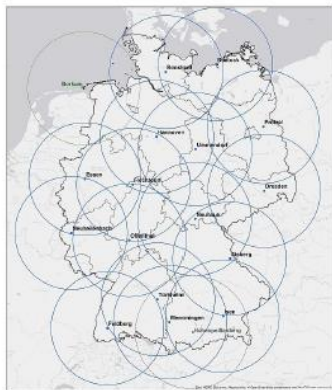 Boostedt
Rostock
Borkum
Hannover
Ummendorf
Prötzel
Essen
Flechtdorf
Dresden
Neuhaus
Neuheilenbach
Offenthal
Eisberg
Türkheim
Memmingen
Isen
Feldberg
Hohenpeißenberg